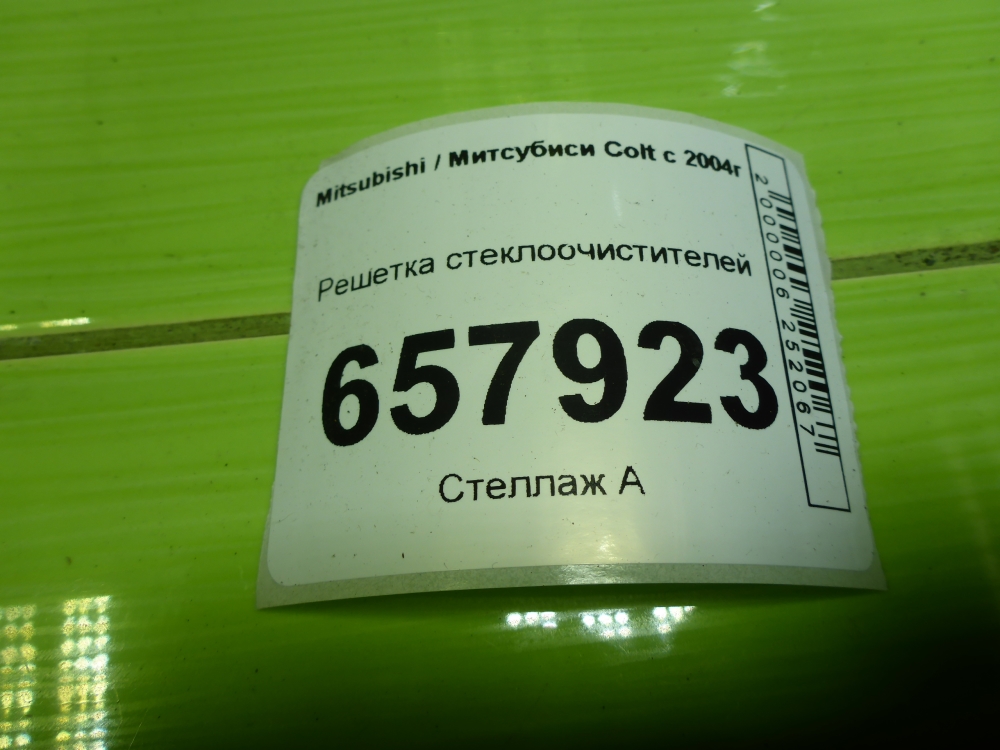 Mitsubishi / Митсубиси Colt с 2004г
Решетка стеклоочистителей
657923
Стеллаж А
2000006252067